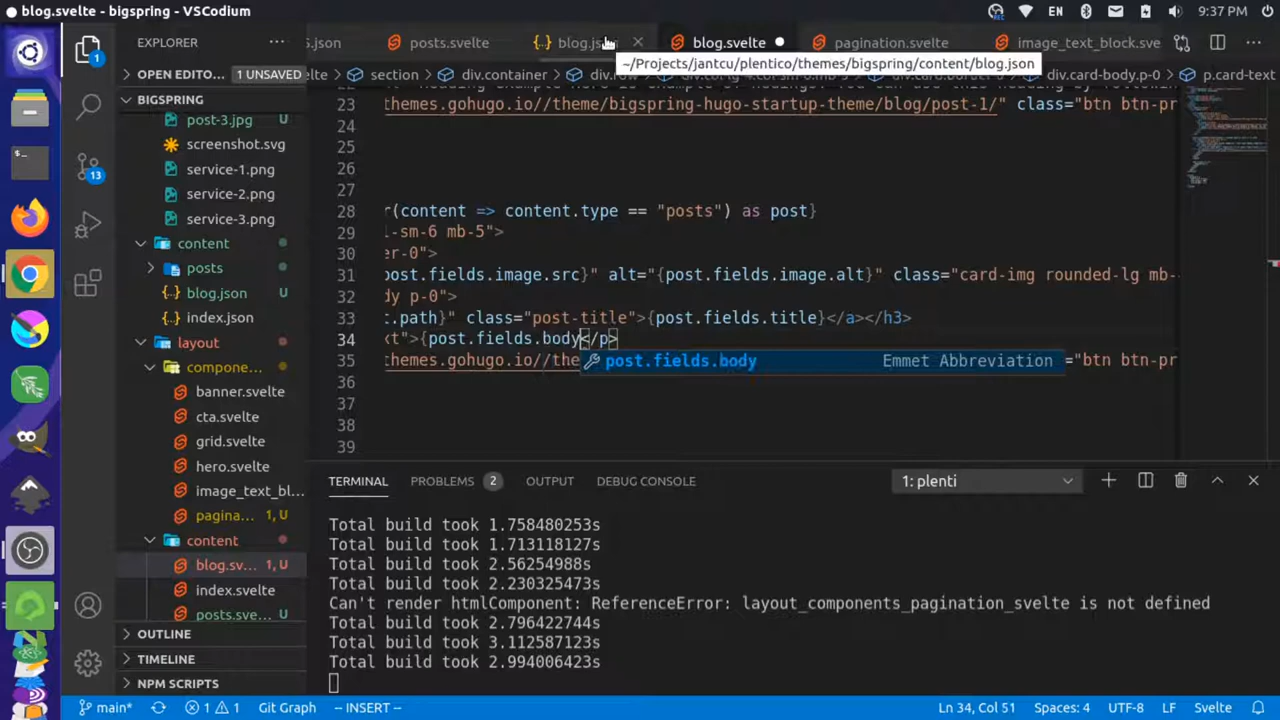 ● blog.svelte - bigspring - VSCodium
EN
9:37 PM
EXPLORER
OPEN EDITO... 1 UNSAVED
BIGSPRING
post-3.jpg U
screenshot.svg
service-1.png U
service-2.png U
service-3.png U
content
posts
{} blog.json U
{} index.json
layout
compone...
banner.svelte
cta.svelte
grid.svelte
hero.svelte
image_text_bl...
pagina... 1, U
content
blog.sv... 1, U
index.svelte
posts.sve... U
OUTLINE
TIMELINE
NPM SCRIPTS
1
13
.json
posts.svelte
{} blog.js
blog.svelte ●
pagination.svelte
image_text_block.sve
~/Projects/jantcu/plentico/themes/bigspring/content/blog.json
elte > section > div.container > div.row
div.card-body.p-0 > p.card-text
23 themes.gohugo.io//theme/bigspring-hugo-startup-theme/blog/post-1/" class="btn btn-pr
24
25
26
27
28 r(content => content.type == "posts") as post}
29 l-sm-6 mb-5">
30 er-0">
31 post.fields.image.src}" alt="{post.fields.image.alt}" class="card-img rounded-lg mb-
32 dy p-0">
33 t.path}" class="post-title">{post.fields.title}</a></h3>
34 xt">{post.fields.body</p>
post.fields.body Emmet Abbreviation
35 themes.gohugo.io//the ="btn btn-pr
36
37
38
39
TERMINAL PROBLEMS 2 OUTPUT DEBUG CONSOLE 1: plenti
Total build took 1.758480253s
Total build took 1.713118127s
Total build took 2.56254988s
Total build took 2.230325473s
Can't render htmlComponent: ReferenceError: layout_components_pagination_svelte is not defined
Total build took 2.796422744s
Total build took 3.112587123s
Total build took 2.994006423s
main* 1 1 Git Graph -- INSERT -- Ln 34, Col 51 Spaces: 4 UTF-8 LF Svelte